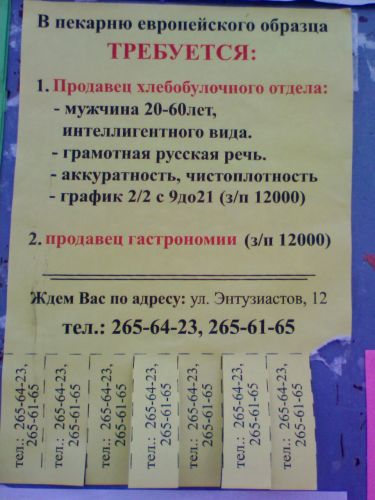 В пекарню европейского образца
ТРЕБУЕТСЯ:
1. Продавец хлебобулочного отдела:
- мужчина 20-60лет,
интеллигентного вида.
- грамотная русская речь.
- аккуратность, чистоплотность
- график 2/2 с 9до21 (з/п 12000)
2. продавец гастрономии (з/п 12000)
Ждем Вас по адресу: ул. Энтузиастов, 12
тел.: 265-64-23, 265-61-65
тел.: 265-64-23,
265-61-65
тел.: 265-64-23,
265-61-65
тел.: 265-64-23,
265-61-65
тел.: 265-64-23,
265-61-65
тел.: 265-64-23,
265-61-65
тел.: 265-64-23,
265-61-65
тел.: 265-64-23,
265-61-65